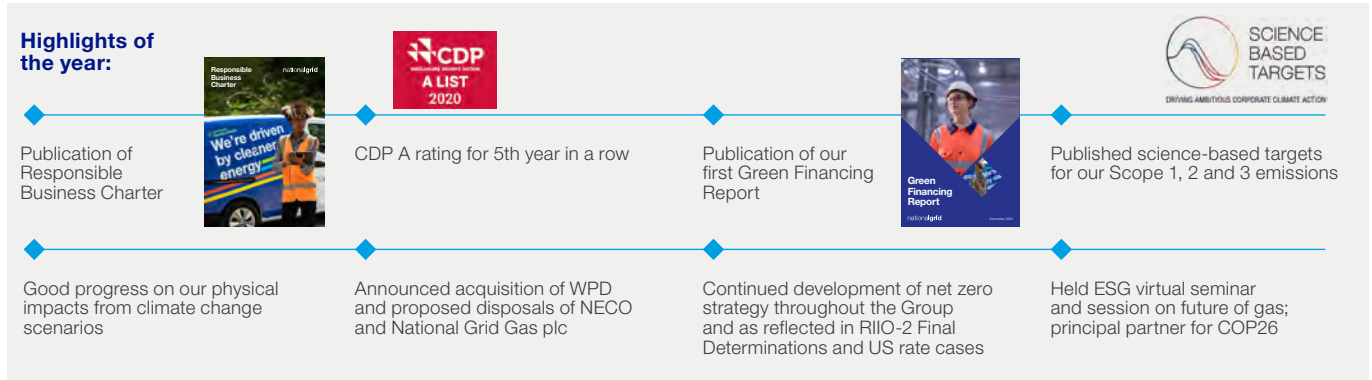 Highlights of
the year:
Responsible
Business
Charter
nationalgrid
We're driven
by cleaner
energy
CDP
DISCLOSURE INSIGHT ACTION
A LIST
2020
Green
Financing
Report
nationalgrid
December 2020
SCIENCE
BASED
TARGETS
DRIVING AMBITIOUS CORPORATE CLIMATE ACTION
Publication of
Responsible
Business Charter
CDP A rating for 5th year in a row
Publication of our
first Green Financing
Report
Published science-based targets
for our Scope 1, 2 and 3 emissions
Good progress on our physical
impacts from climate change
scenarios
Announced acquisition of WPD
and proposed disposals of NECO
and National Grid Gas plc
Continued development of net zero
strategy throughout the Group
and as reflected in RIIO-2 Final
Determinations and US rate cases
Held ESG virtual seminar
and session on future of gas;
principal partner for COP26